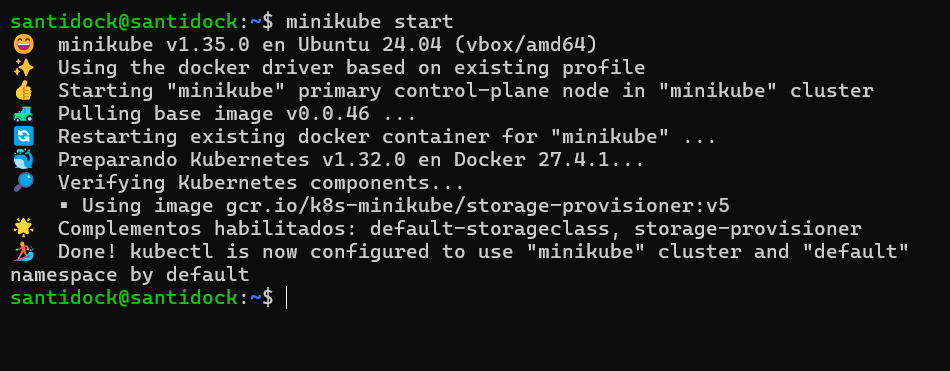 santidock@santidock:~$ minikube start
😄  minikube v1.35.0 en Ubuntu 24.04 (vbox/amd64)
✨  Using the docker driver based on existing profile
👍  Starting "minikube" primary control-plane node in "minikube" cluster
🚜  Pulling base image v0.0.46 ...
🔄  Restarting existing docker container for "minikube" ...
🐳  Preparando Kubernetes v1.32.0 en Docker 27.4.1...
🔎  Verifying Kubernetes components...
    ▪ Using image gcr.io/k8s-minikube/storage-provisioner:v5
🌟  Complementos habilitados: default-storageclass, storage-provisioner
🏄  Done! kubectl is now configured to use "minikube" cluster and "default"
namespace by default
santidock@santidock:~$